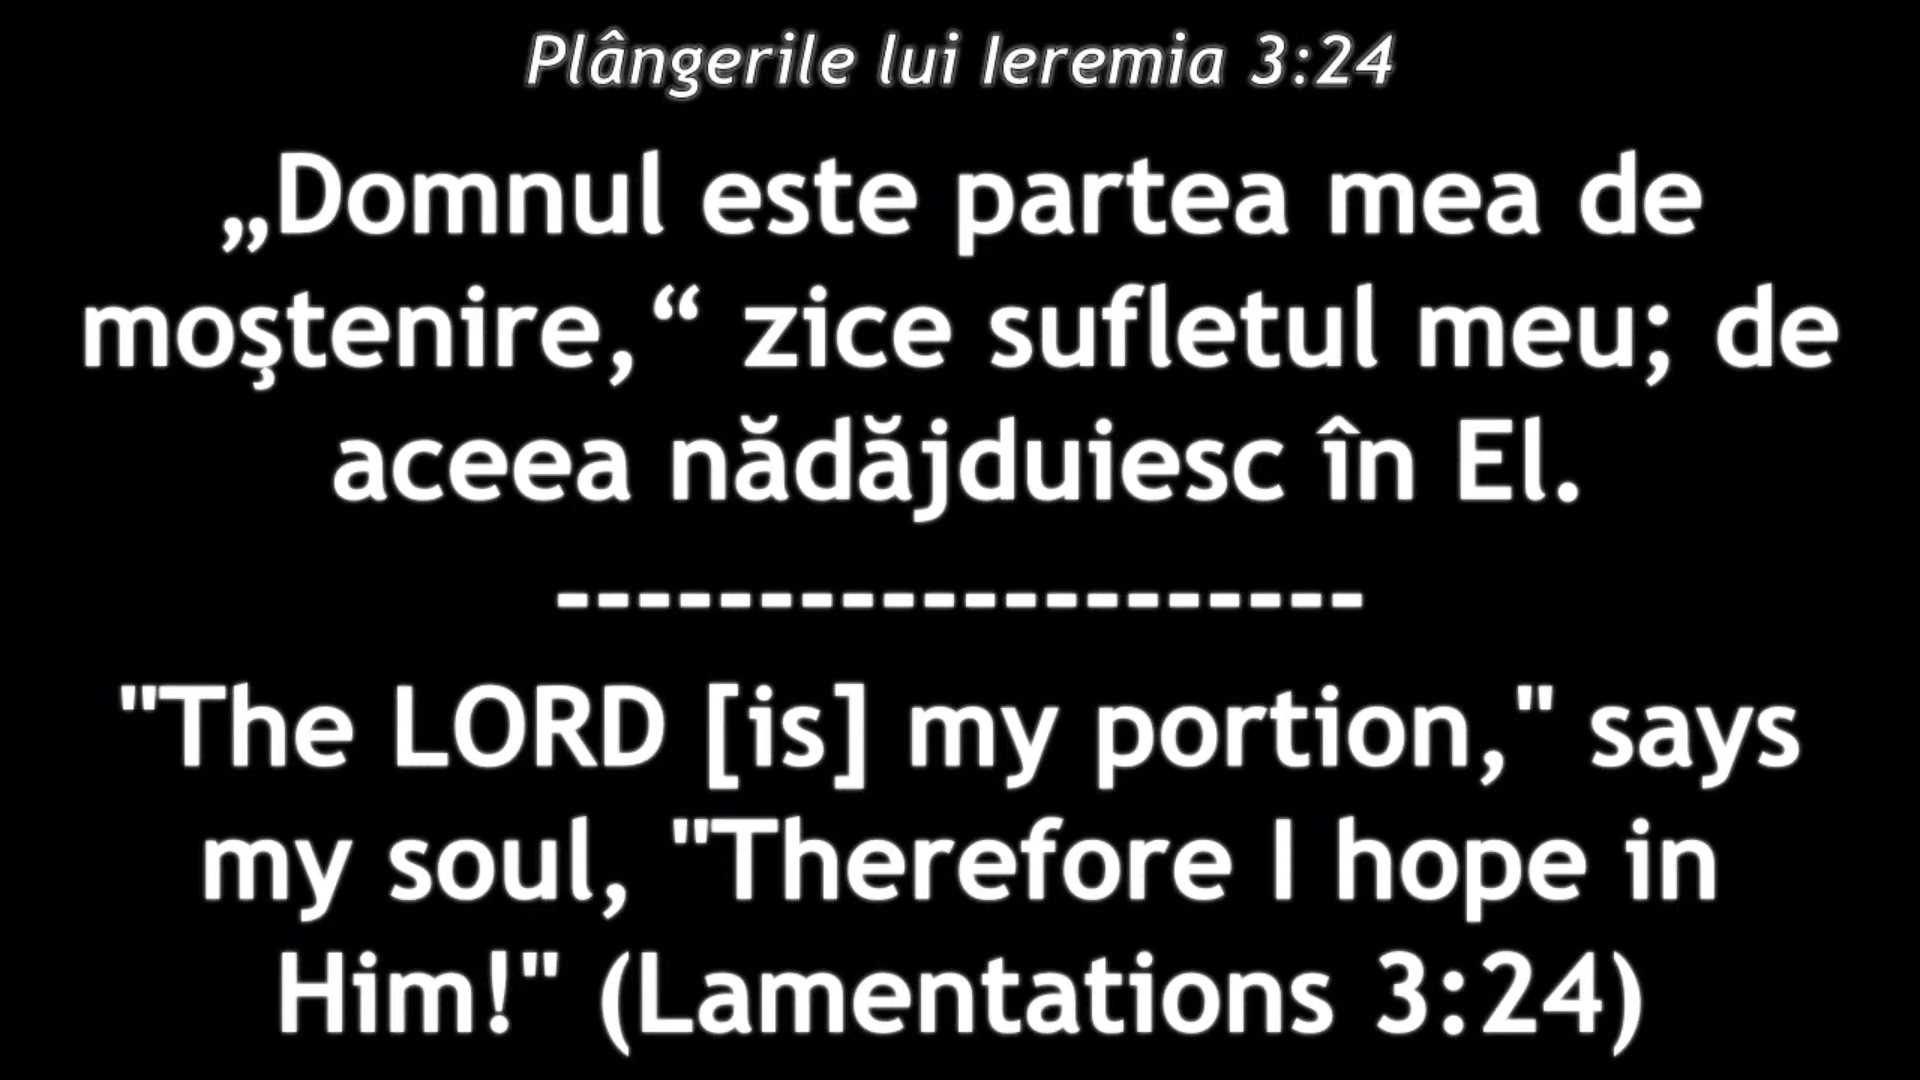 Plângerile lui Ieremia 3:24
„Domnul este partea mea de
moştenire,“ zice sufletul meu; de
aceea nădăjduiesc în El.
--------------------
"The LORD [is] my portion," says
my soul, "Therefore I hope in
Him!" (Lamentations 3:24)